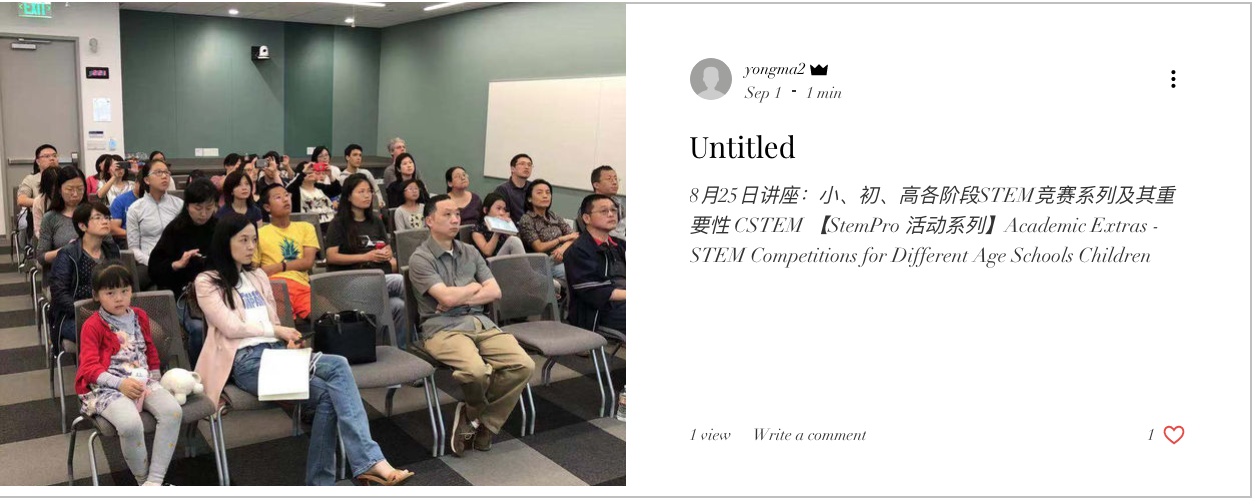 EXIT
yongma2
Sep 1 - 1 min
Untitled
8月25日讲座：小、初、高各阶段STEM竞赛系列及其重
要性 CSTEM 【StemPro 活动系列】Academic Extras -
STEM Competitions for Different Age Schools Children
1 view Write a comment 1